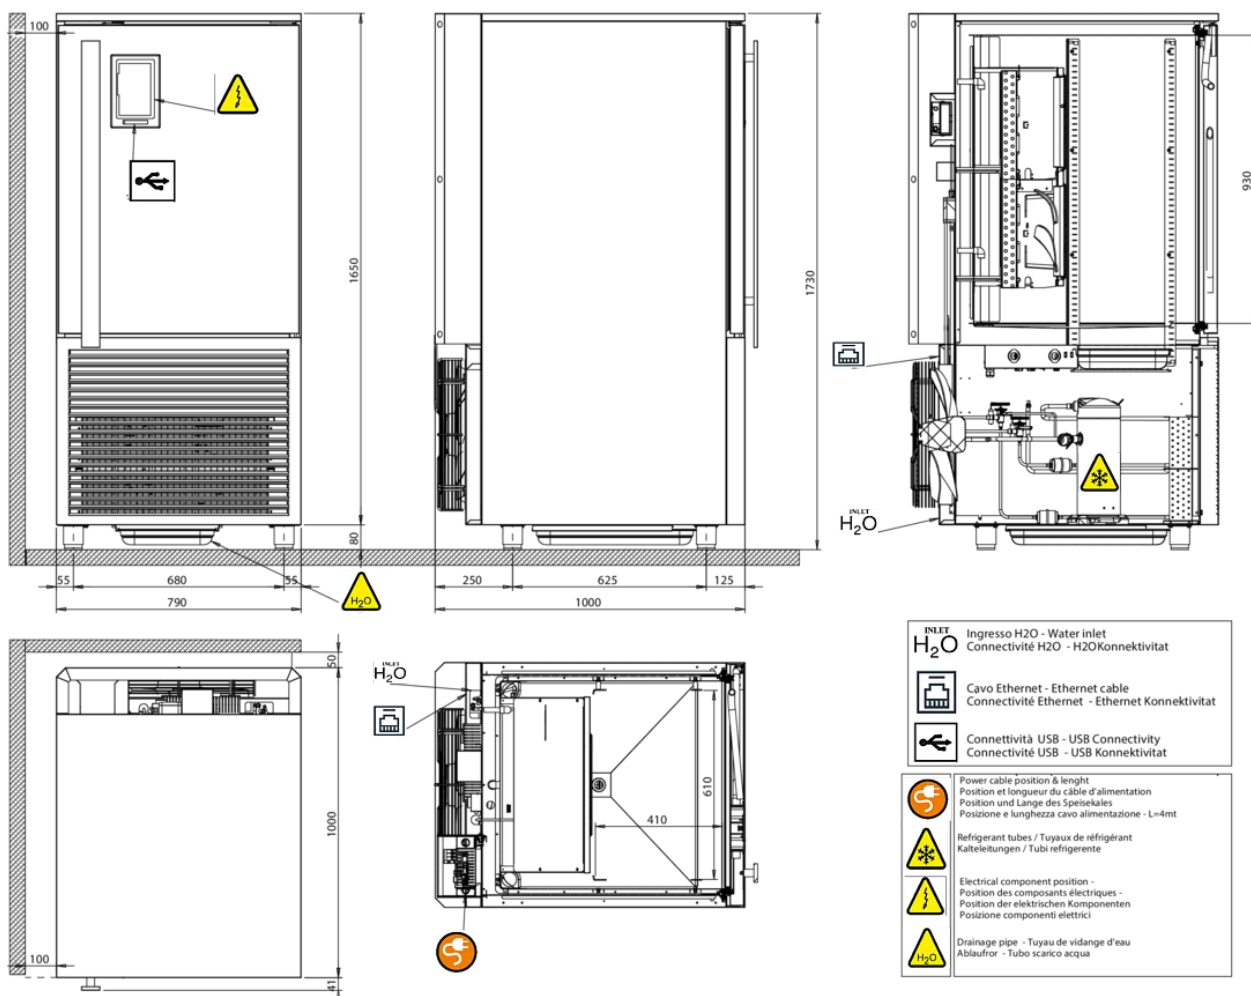 100
1650
80
55
680
55
790
H2O
1730
250
625
125
1000
930
INLET
H2O
50
1000
100
41
INLET
H2O
610
410
INLET
H2O
Ingresso H2O - Water inlet
Connectivité H2O - H2OKonnektivitat
Cavo Ethernet - Ethernet cable
Connectivité Ethernet - Ethernet Konnektivitat
Connettività USB - USB Connectivity
Connectivité USB - USB Konnektivitat
Power cable position & lenght
Position et longueur du câble d'alimentation
Position und Lange des Speisekales
Posizione e lunghezza cavo alimentazione - L=4mt
Refrigerant tubes / Tuyaux de réfrigérant
Kalteleitungen / Tubi refrigerente
Electrical component position -
Position des composants électriques -
Position der elektrischen Komponenten
Posizione componenti elettrici
H2O
Drainage pipe - Tuyau de vidange d'eau
Ablaufror - Tubo scarico acqua